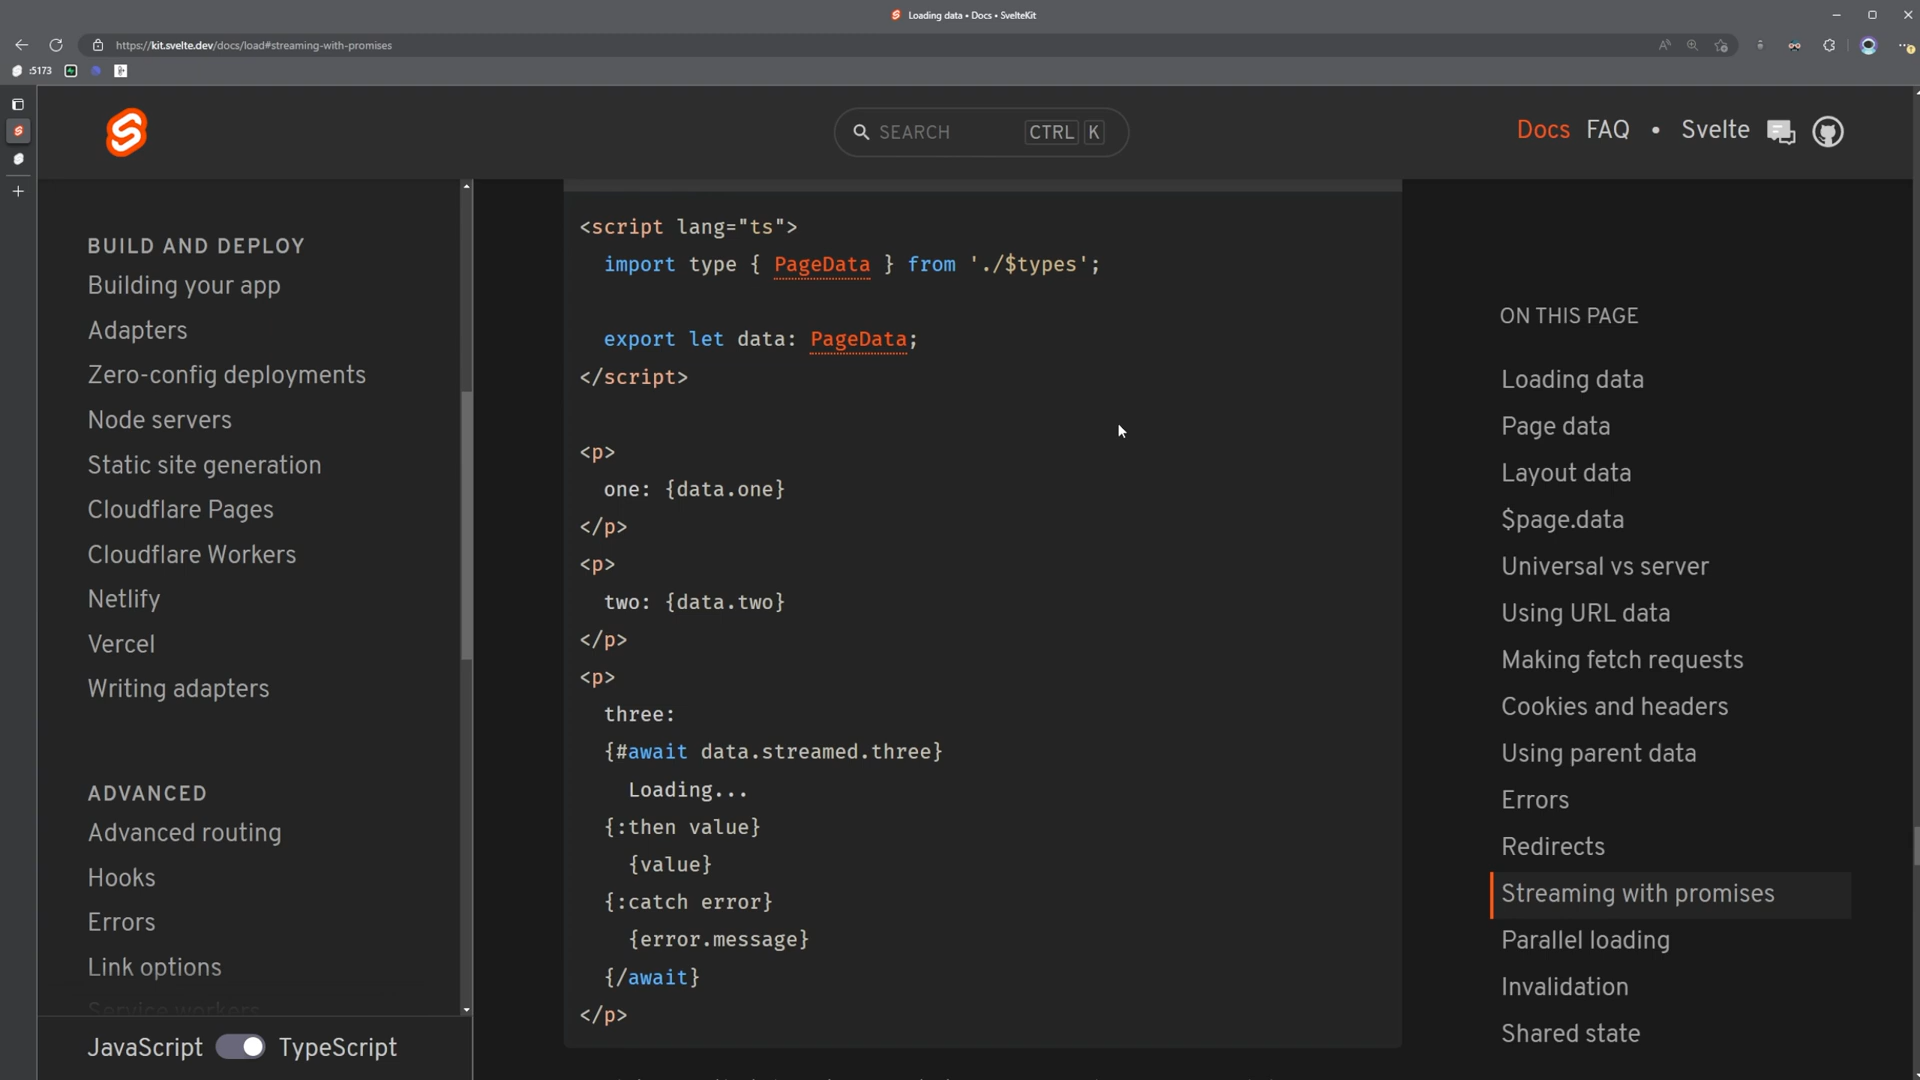 Loading data • Docs • SvelteKit
https://kit.svelte.dev/docs/load#streaming-with-promises
:5173
SEARCH CTRL K
Docs FAQ • Svelte
BUILD AND DEPLOY
Building your app
Adapters
Zero-config deployments
Node servers
Static site generation
Cloudflare Pages
Cloudflare Workers
Netlify
Vercel
Writing adapters
ADVANCED
Advanced routing
Hooks
Errors
Link options
Service workers
JavaScript TypeScript
<script lang="ts">
import type { PageData } from './$types';
export let data: PageData;
</script>
<p>
one: {data.one}
</p>
<p>
two: {data.two}
</p>
<p>
three:
{#await data.streamed.three}
Loading...
{:then value}
{value}
{:catch error}
{error.message}
{/await}
</p>
ON THIS PAGE
Loading data
Page data
Layout data
$page.data
Universal vs server
Using URL data
Making fetch requests
Cookies and headers
Using parent data
Errors
Redirects
Streaming with promises
Parallel loading
Invalidation
Shared state